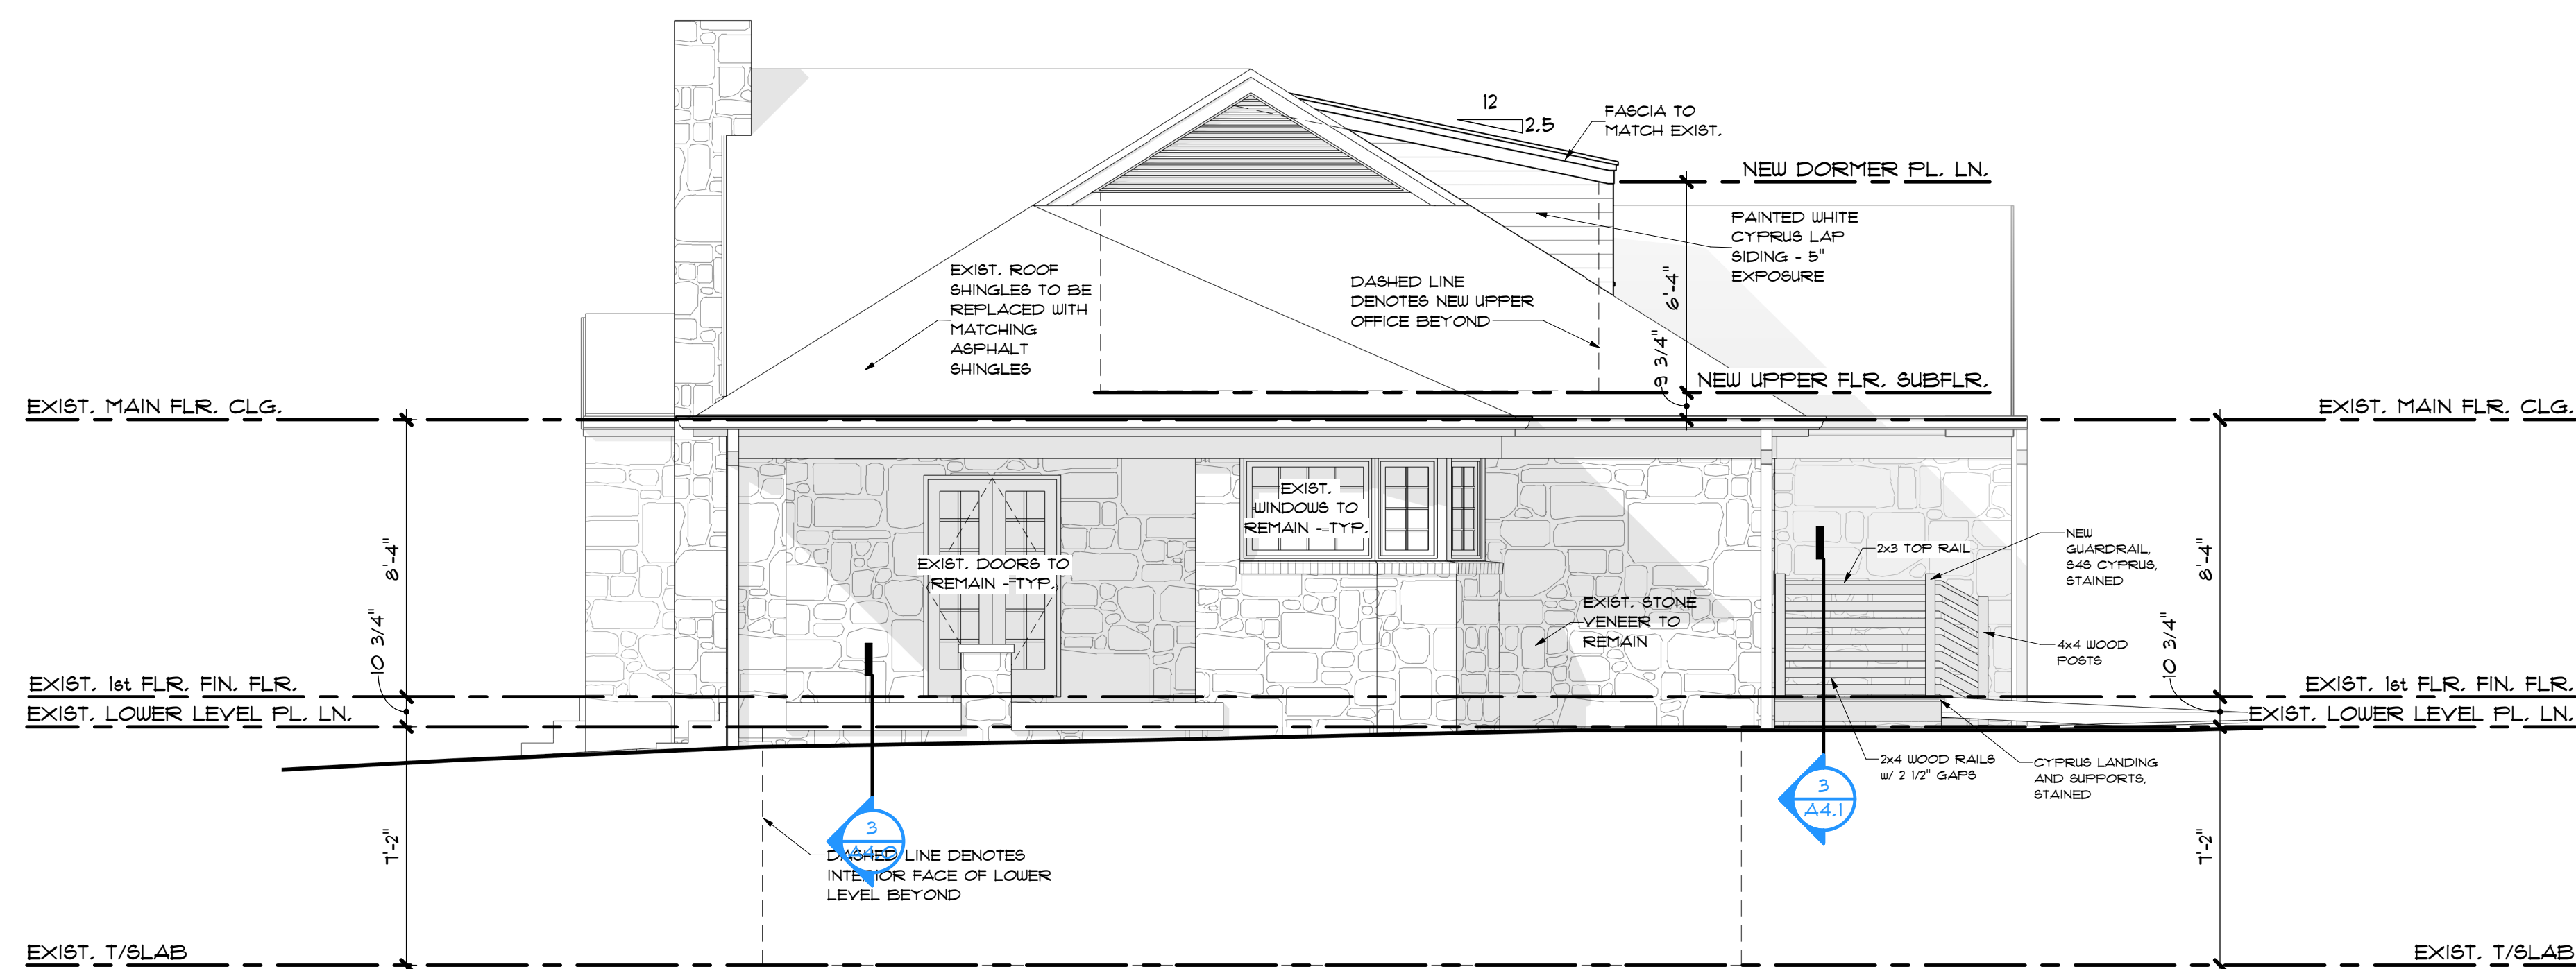 12
2.5
FASCIA TO
MATCH EXIST.
NEW DORMER PL. LN.
PAINTED WHITE
CYPRUS LAP
SIDING - 5"
EXPOSURE
EXIST. ROOF
SHINGLES TO BE
REPLACED WITH
MATCHING
ASPHALT
SHINGLES
DASHED LINE
DENOTES NEW UPPER
OFFICE BEYOND
6'-4"
9 3/4"
NEW UPPER FLR. SUBFLR.
EXIST. MAIN FLR. CLG.
EXIST. MAIN FLR. CLG.
EXIST.
WINDOWS TO
REMAIN - TYP.
EXIST. DOORS TO
REMAIN - TYP.
8'-4"
8'-4"
2x3 TOP RAIL
NEW
GUARDRAIL,
S4S CYPRUS,
STAINED
EXIST. STONE
VENEER TO
REMAIN
4x4 WOOD
POSTS
10 3/4"
10 3/4"
EXIST. 1st FLR. FIN. FLR.
EXIST. 1st FLR. FIN. FLR.
EXIST. LOWER LEVEL PL. LN.
EXIST. LOWER LEVEL PL. LN.
2x4 WOOD RAILS
w/ 2 1/2" GAPS
CYPRUS LANDING
AND SUPPORTS,
STAINED
3
A4.1
3
A4.0
DASHED LINE DENOTES
INTERIOR FACE OF LOWER
LEVEL BEYOND
7'-2"
7'-2"
EXIST. T/SLAB
EXIST. T/SLAB